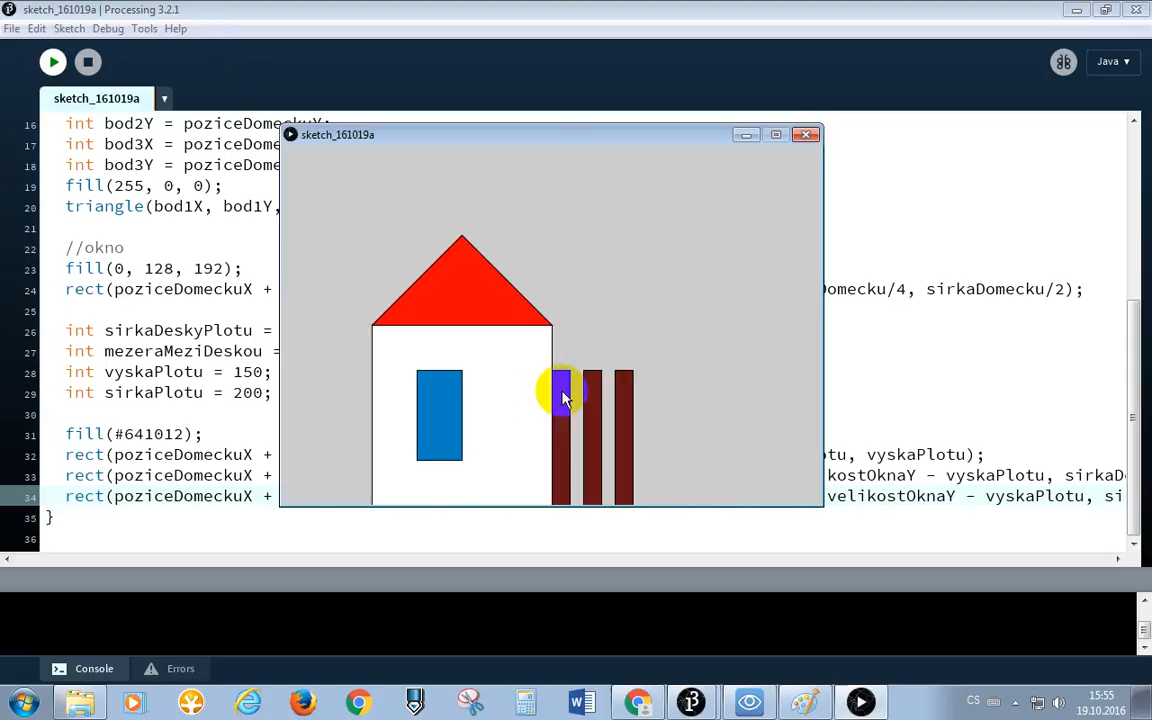 sketch_161019a | Processing 3.2.1
File Edit Sketch Debug Tools Help
Java ▾
sketch_161019a
16 int bod2Y = poziceDomeckuY;
17 int bod3X = poziceDome
18 int bod3Y = poziceDome
19 fill(255, 0, 0);
20 triangle(bod1X, bod1Y,
21
22 //okno
23 fill(0, 128, 192);
24 rect(poziceDomeckuX + Domecku/4, sirkaDomecku/2);
25
26 int sirkaDeskyPlotu =
27 int mezeraMeziDeskou =
28 int vyskaPlotu = 150;
29 int sirkaPlotu = 200;
30
31 fill(#641012);
32 rect(poziceDomeckuX + tu, vyskaPlotu);
33 rect(poziceDomeckuX + kostOknaY - vyskaPlotu, sirkaD
34 rect(poziceDomeckuX + velikostOknaY - vyskaPlotu, si
35 }
36
sketch_161019a
Console Errors
CS 15:55
19.10.2016